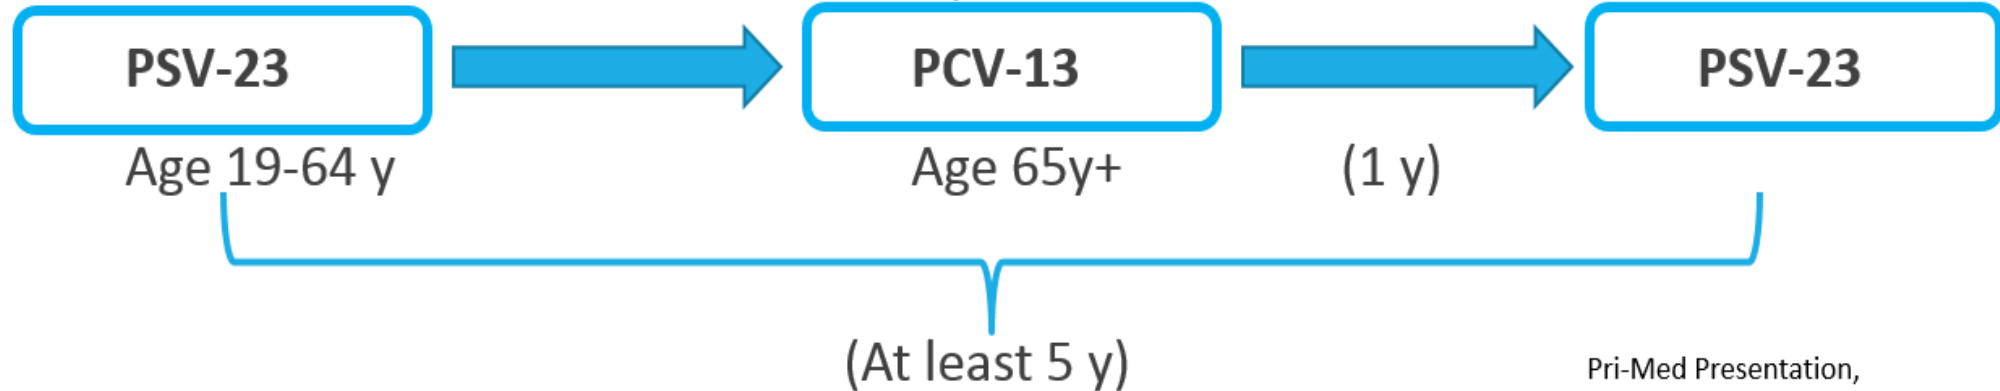 PSV-23
PCV-13
PSV-23
Age 19-64 y
Age 65y+
(1 y)
(At least 5 y)
Pri-Med Presentation,